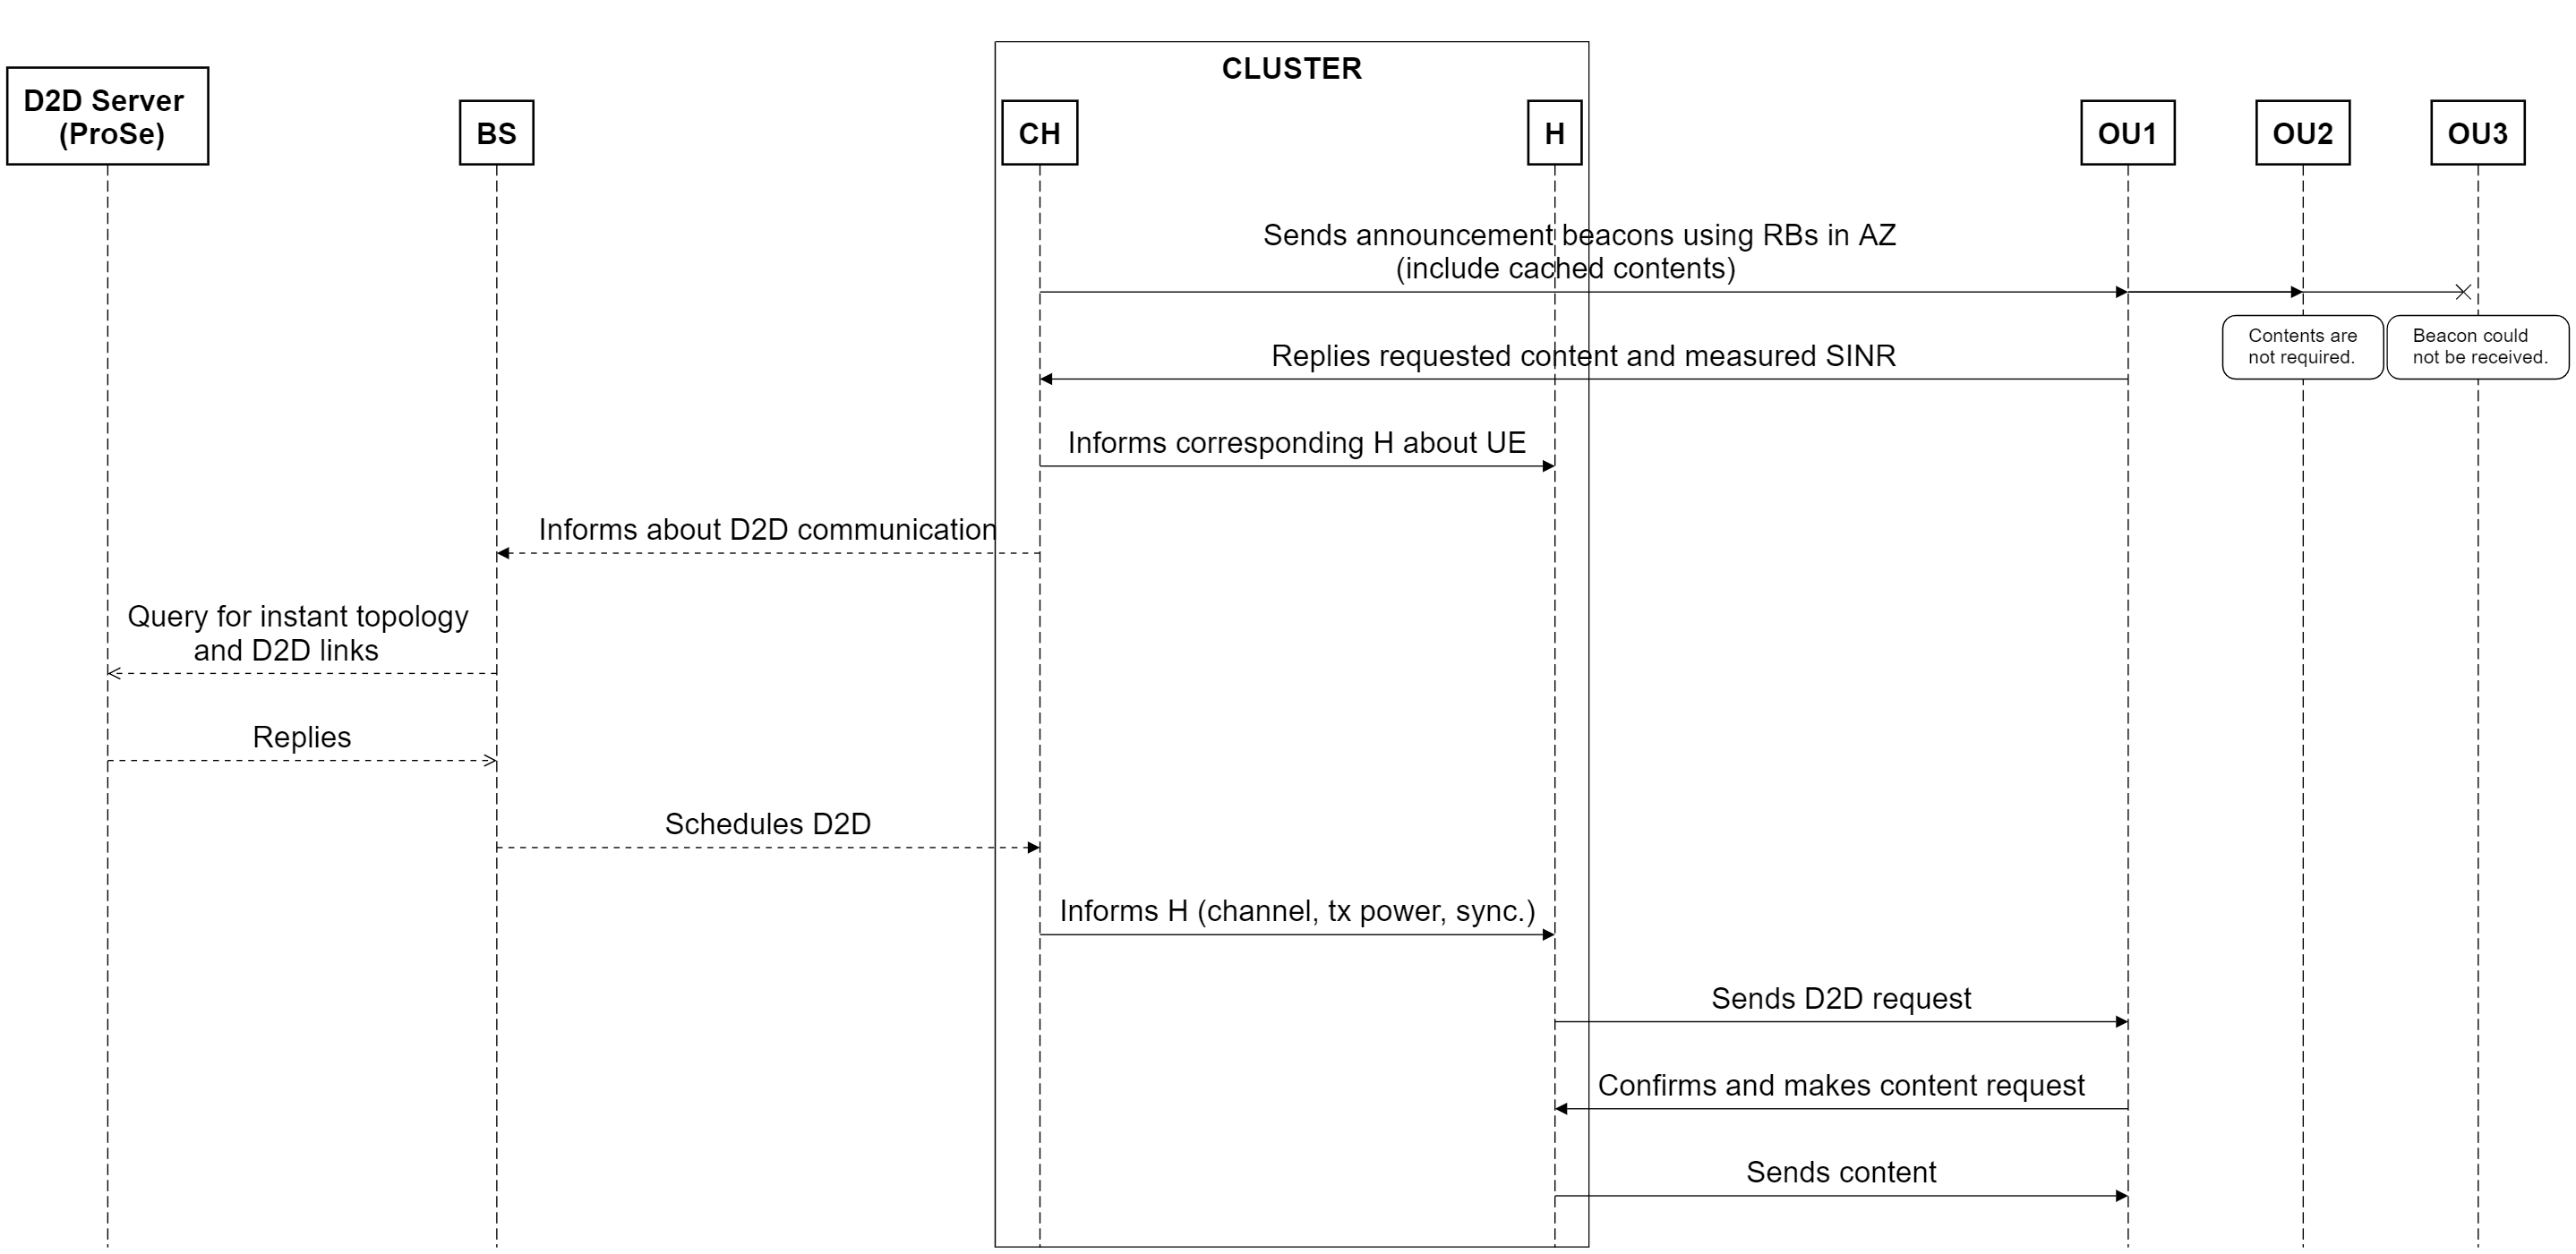 CLUSTER
D2D Server
(ProSe)
BS
CH
H
OU1
OU2
OU3
Sends announcement beacons using RBs in AZ
(include cached contents)
Contents are
not required.
Beacon could
not be received.
Replies requested content and measured SINR
Informs corresponding H about UE
Informs about D2D communication
Query for instant topology
and D2D links
Replies
Schedules D2D
Informs H (channel, tx power, sync.)
Sends D2D request
Confirms and makes content request
Sends content